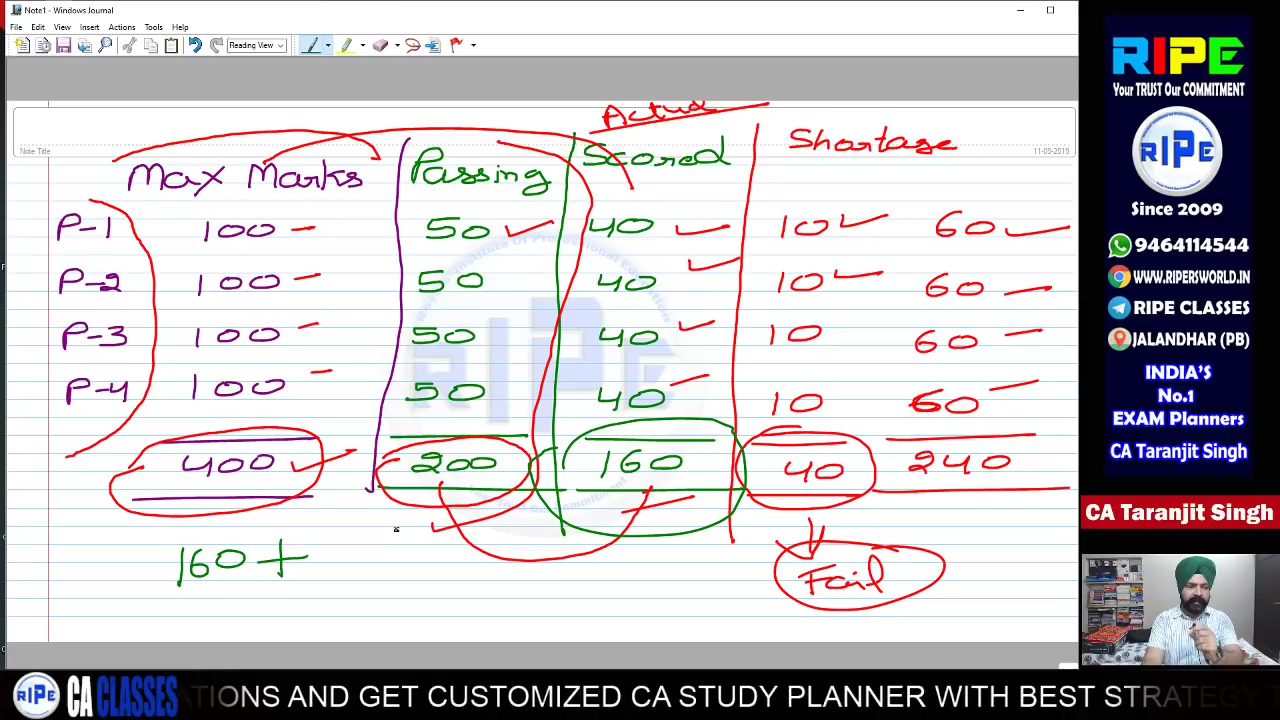 Note1 - Windows Journal
File Edit View Insert Actions Tools Help
Reading View
Note Title
11-09-2019
Actual
Max Marks Passing Scored Shortage
P-1 100 50 40 10 60
P-2 100 50 40 10 60
P-3 100 50 40 10 60
P-4 100 50 40 10 60
400 200 160 40 240
160 +
Fail
RIPE
Your TRUST Our COMMITMENT
RIPE
Since 2009
9464114544
WWW.RIPERSWORLD.IN
RIPE CLASSES
JALANDHAR (PB)
INDIA'S
No.1
EXAM Planners
CA Taranjit Singh
CA Taranjit Singh
RIPE CA CLASSES
ATIONS AND GET CUSTOMIZED CA STUDY PLANNER WITH BEST STRATEGY